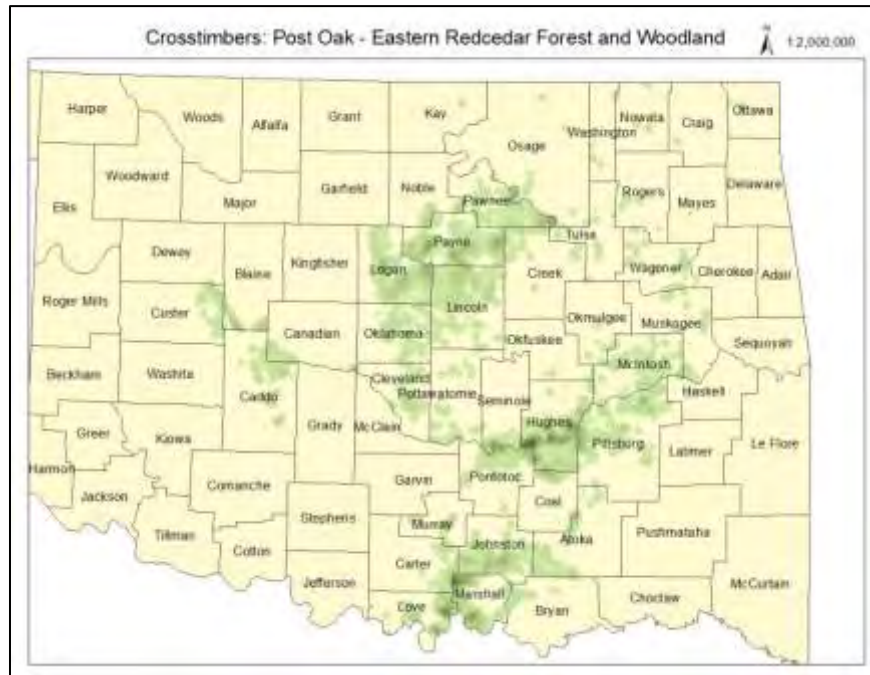 Crosstimbers: Post Oak - Eastern Redcedar Forest and Woodland
N
1:2,000,000
Harper
Woods
Alfalfa
Grant
Kay
Osage
Washington
Nowata
Craig
Ottawa
Woodward
Ellis
Major
Garfield
Noble
Pawnee
Rogers
Mayes
Delaware
Dewey
Blaine
Kingfisher
Logan
Payne
Tulsa
Creek
Wagoner
Cherokee
Adair
Roger Mills
Custer
Canadian
Oklahoma
Lincoln
Okfuskee
Okmulgee
Muskogee
Sequoyah
Beckham
Washita
Caddo
Grady
Cleveland
McClain
Pottawatomie
Seminole
Hughes
McIntosh
Haskell
Greer
Kiowa
Harmon
Jackson
Comanche
Garvin
Pontotoc
Pittsburg
Latimer
Le Flore
Tillman
Cotton
Stephens
Murray
Coal
Johnston
Atoka
Pushmataha
Jefferson
Carter
Love
Marshall
Bryan
Choctaw
McCurtain